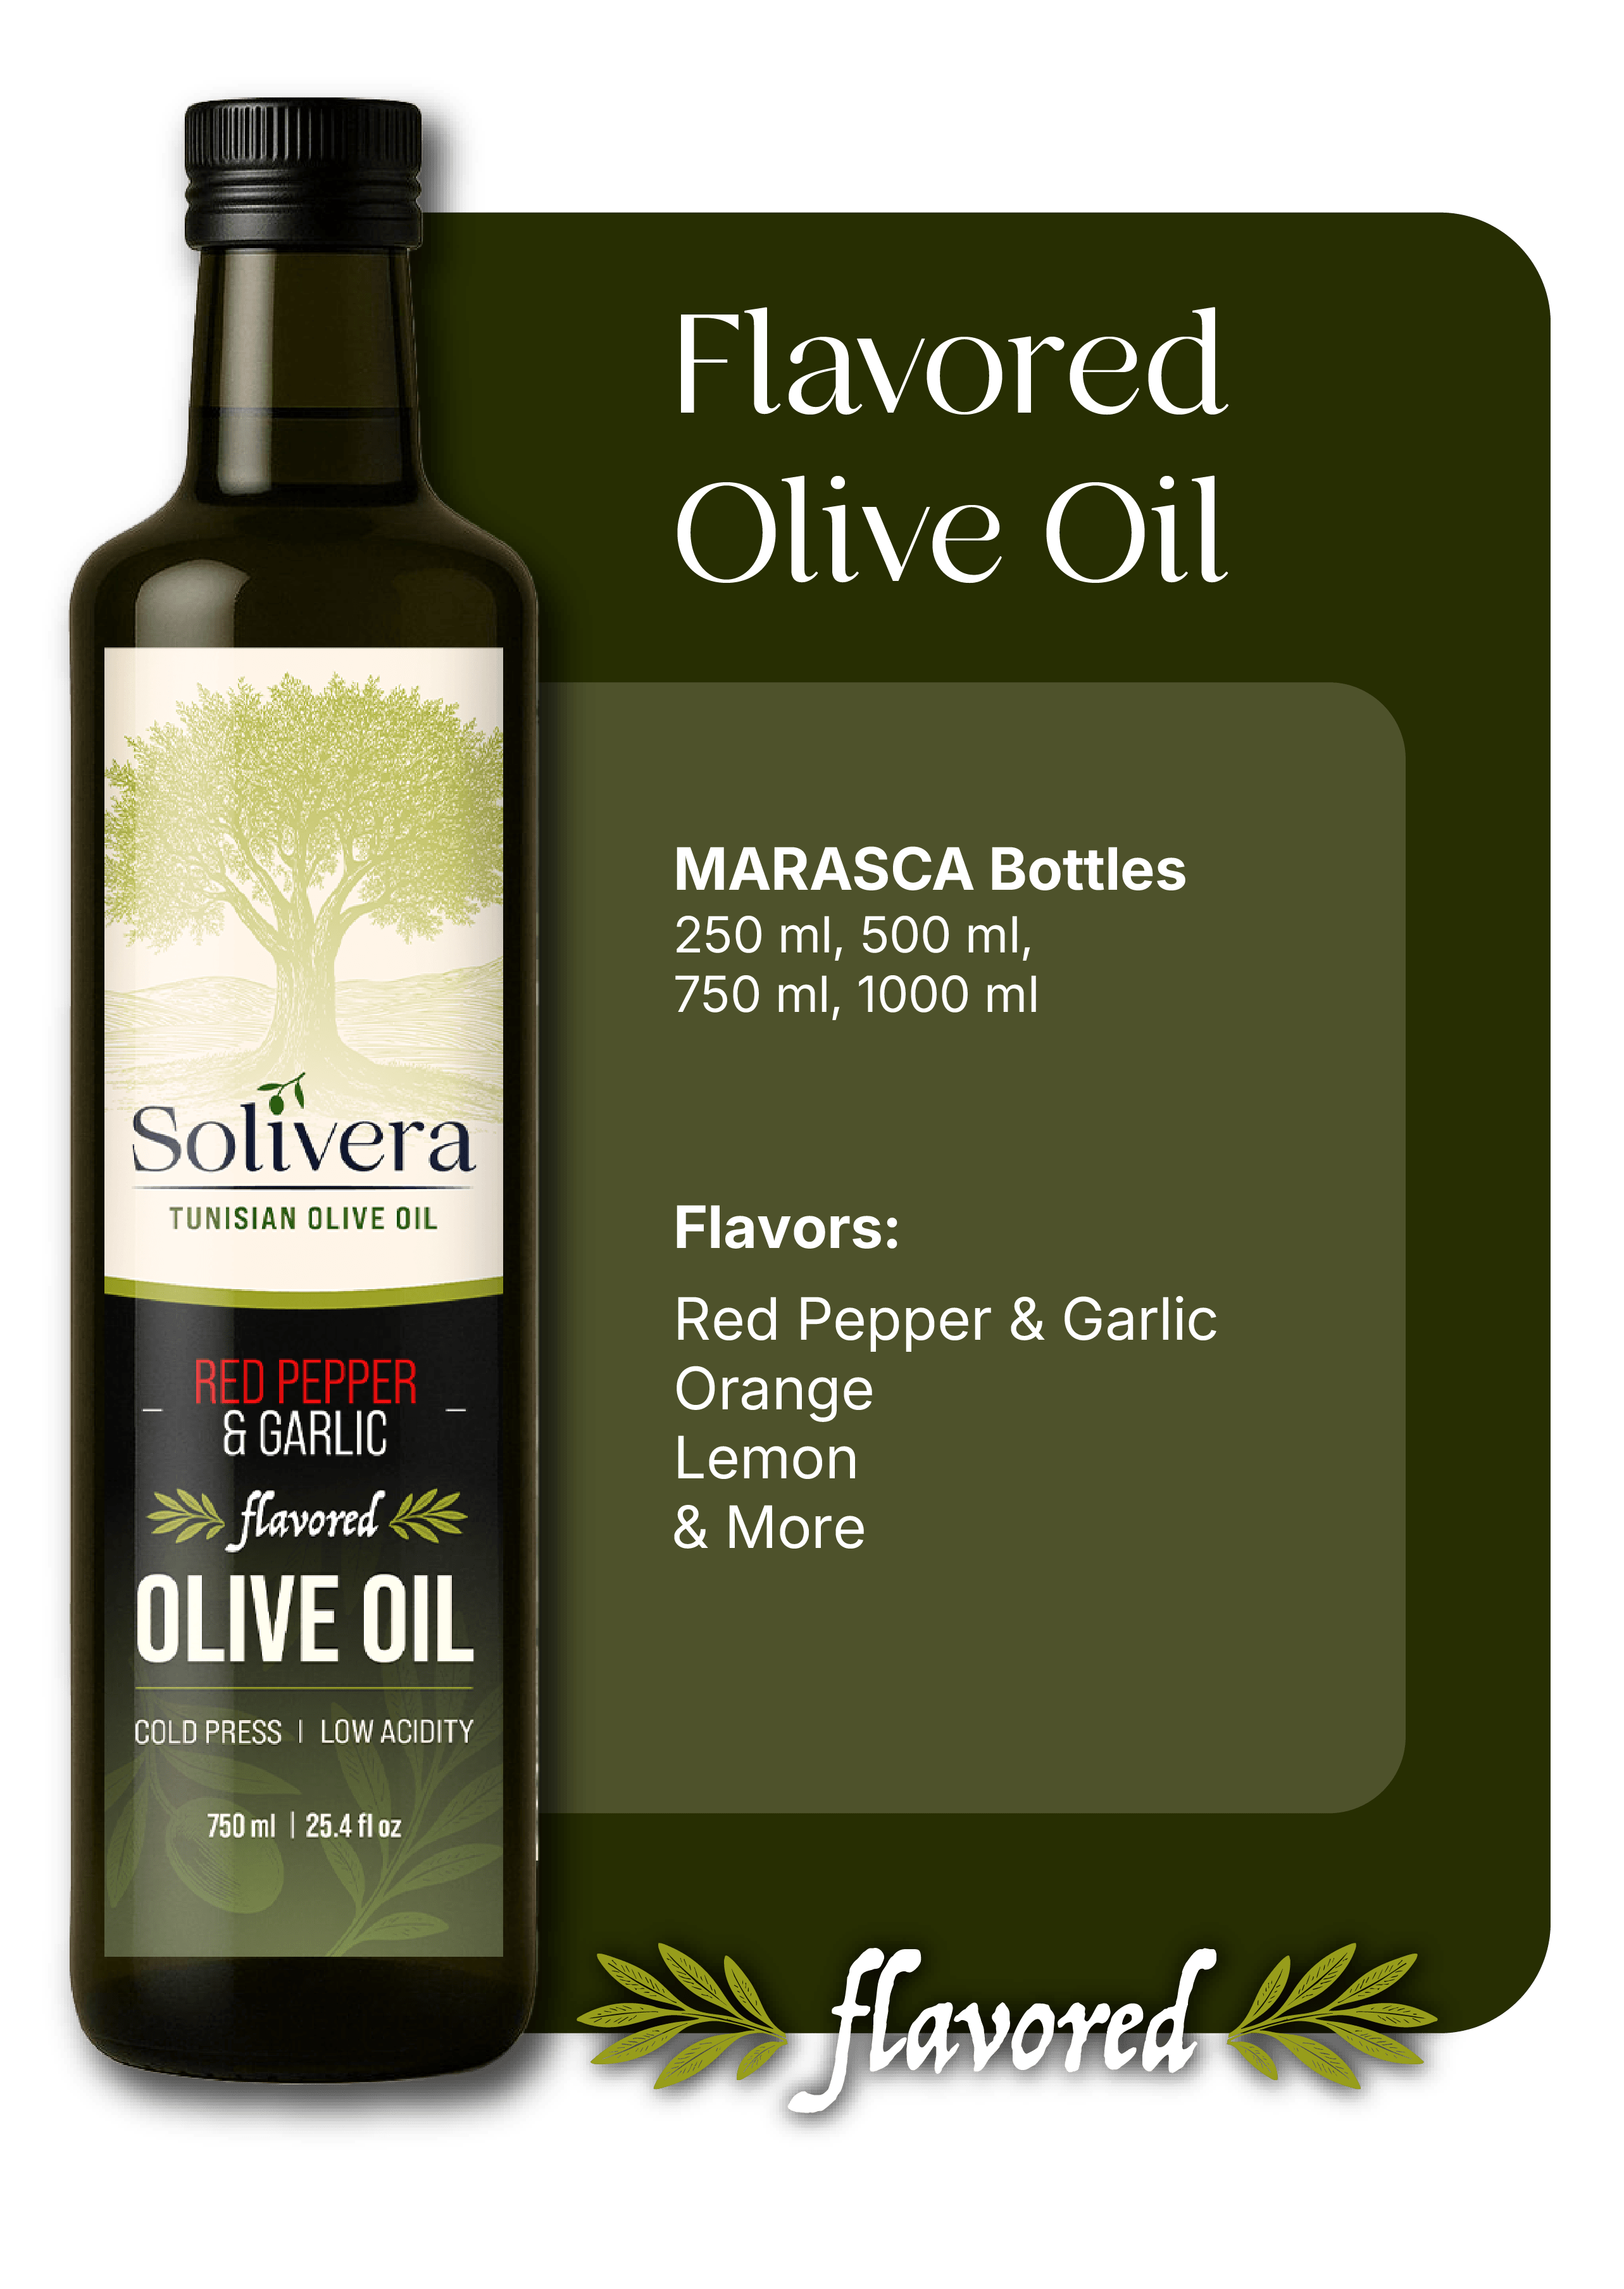 Flavored
Olive Oil
MARASCA Bottles
250 ml, 500 ml,
750 ml, 1000 ml
Flavors:
Red Pepper & Garlic
Orange
Lemon
& More
Solivera
TUNISIAN OLIVE OIL
RED PEPPER
& GARLIC
flavored
OLIVE OIL
COLD PRESS | LOW ACIDITY
750 ml | 25.4 fl oz
flavored